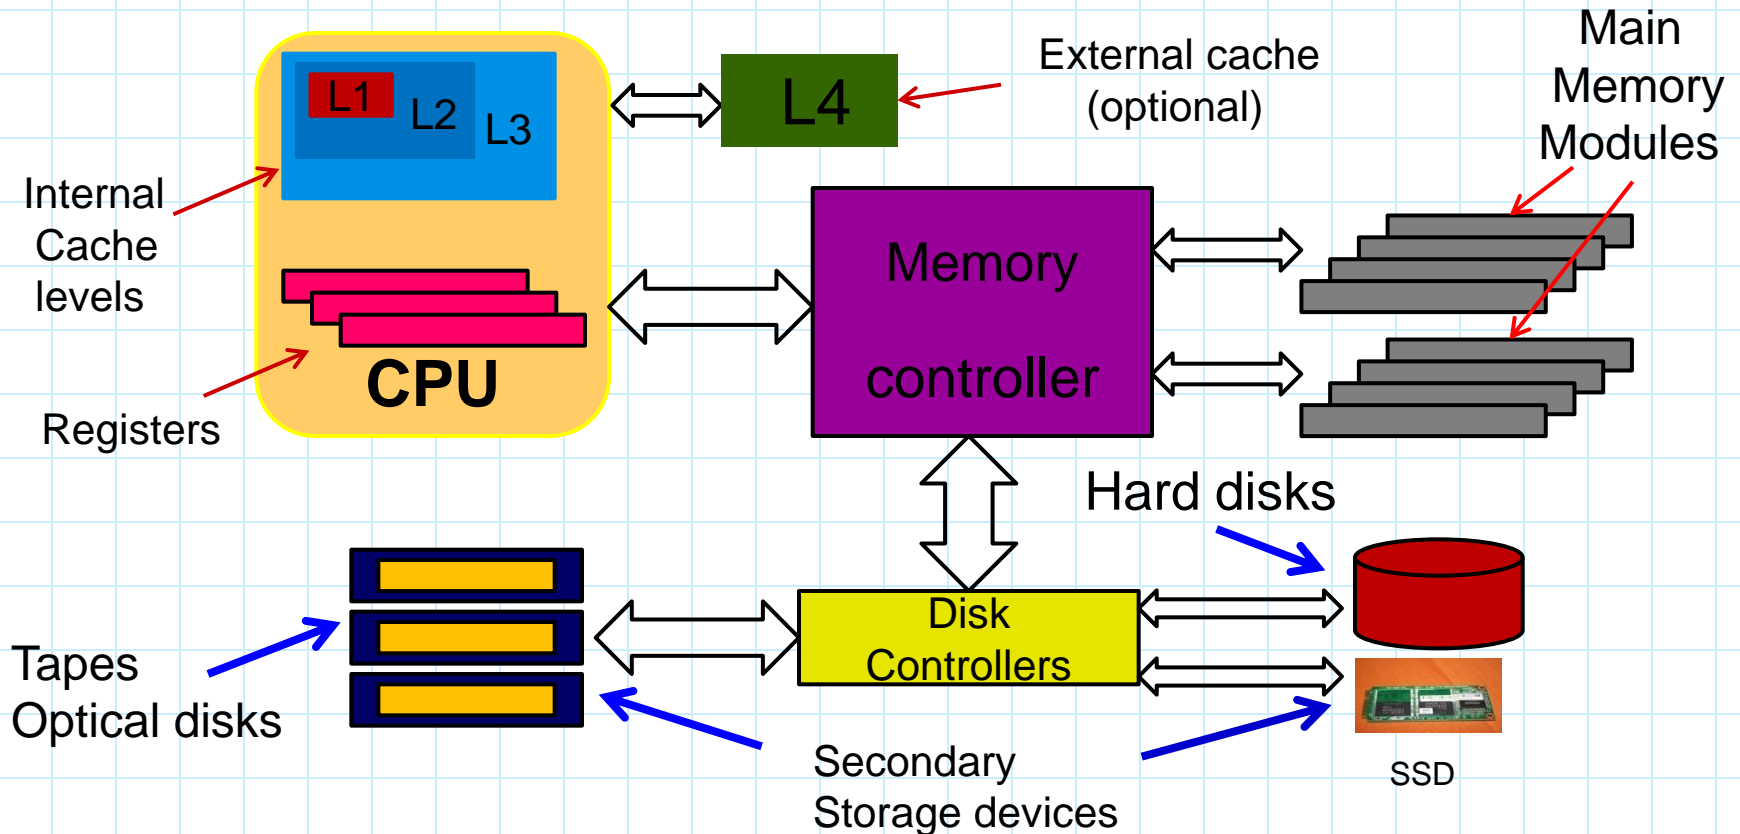 L1
L2
L3
L4
External cache
(optional)
Main
Memory
Modules
Internal
Cache
levels
Memory
controller
CPU
Registers
Hard disks
Disk
Controllers
Tapes
Optical disks
Secondary
Storage devices
SSD